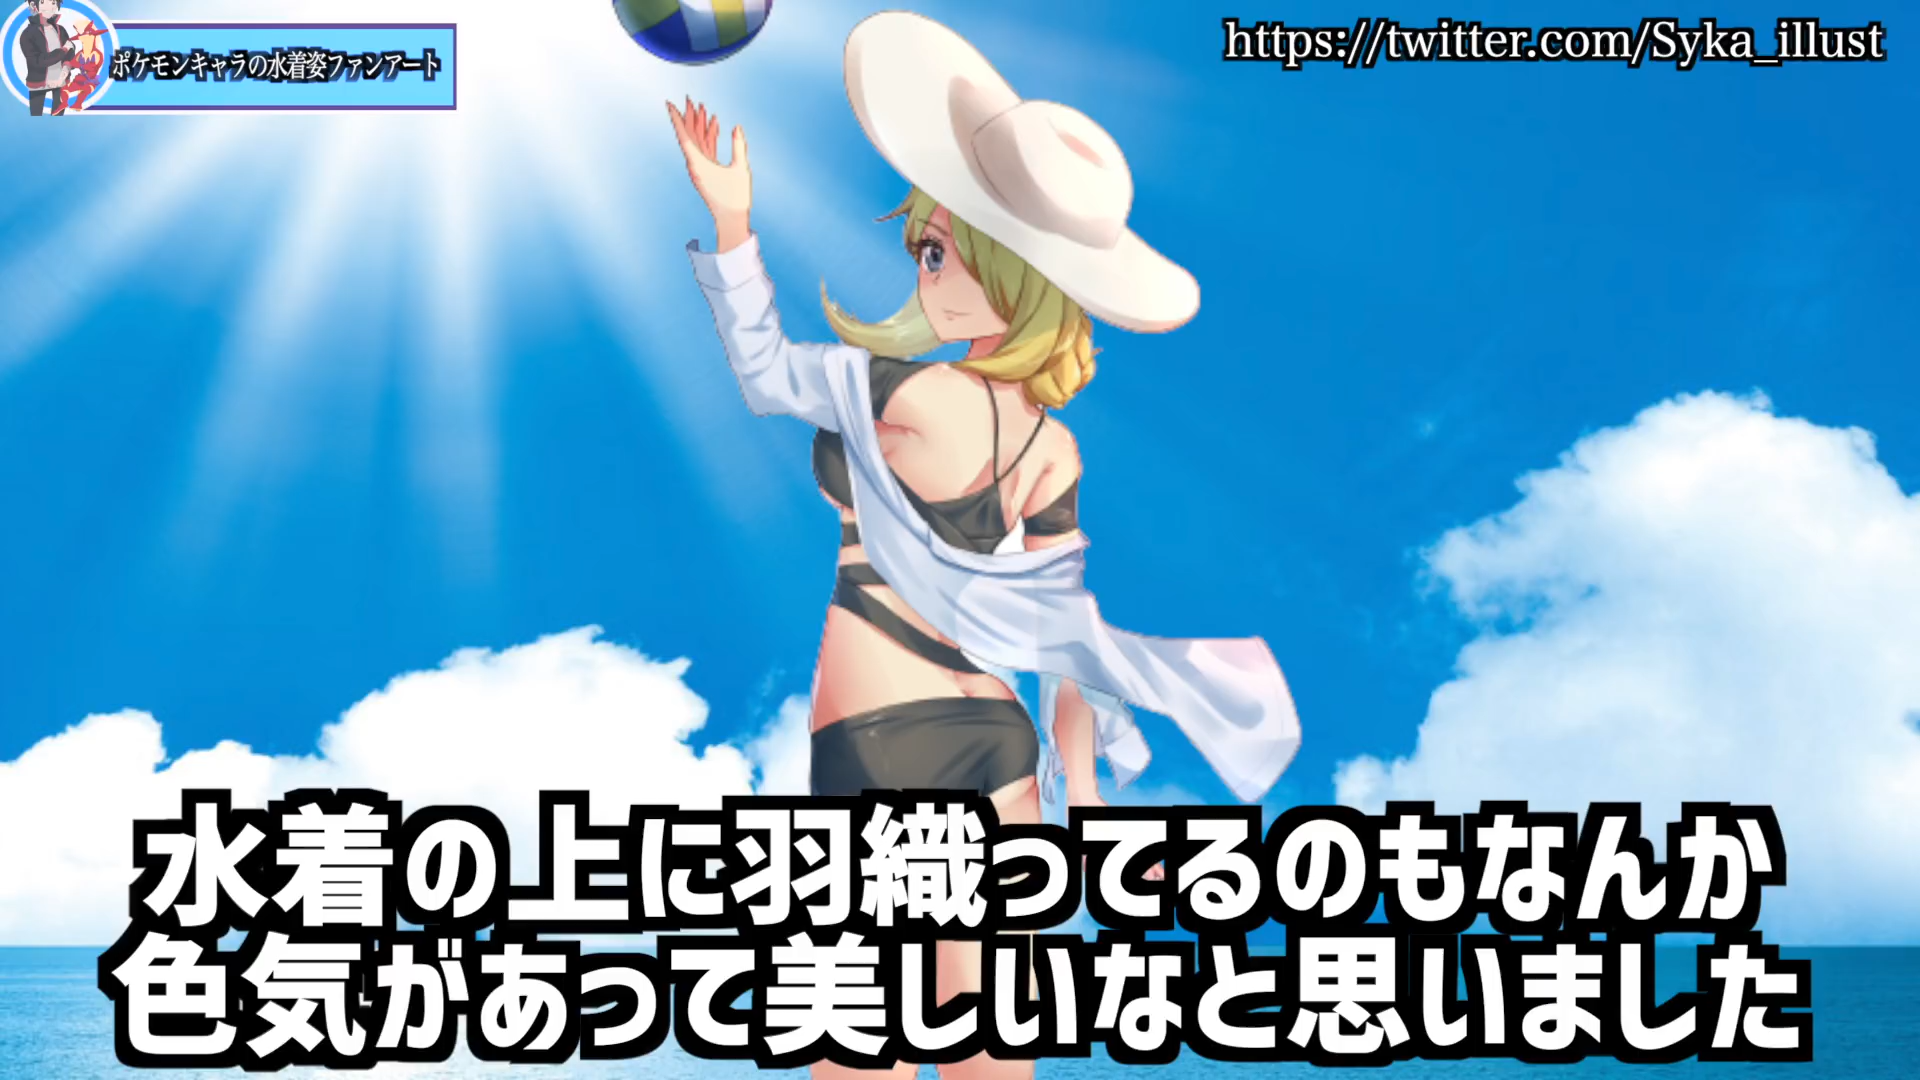 ポケモンキャラの水着姿ファンアート
https://twitter.com/Syka_illust
水着の上に羽織ってるのもなんか
色気があって美しいなと思いました